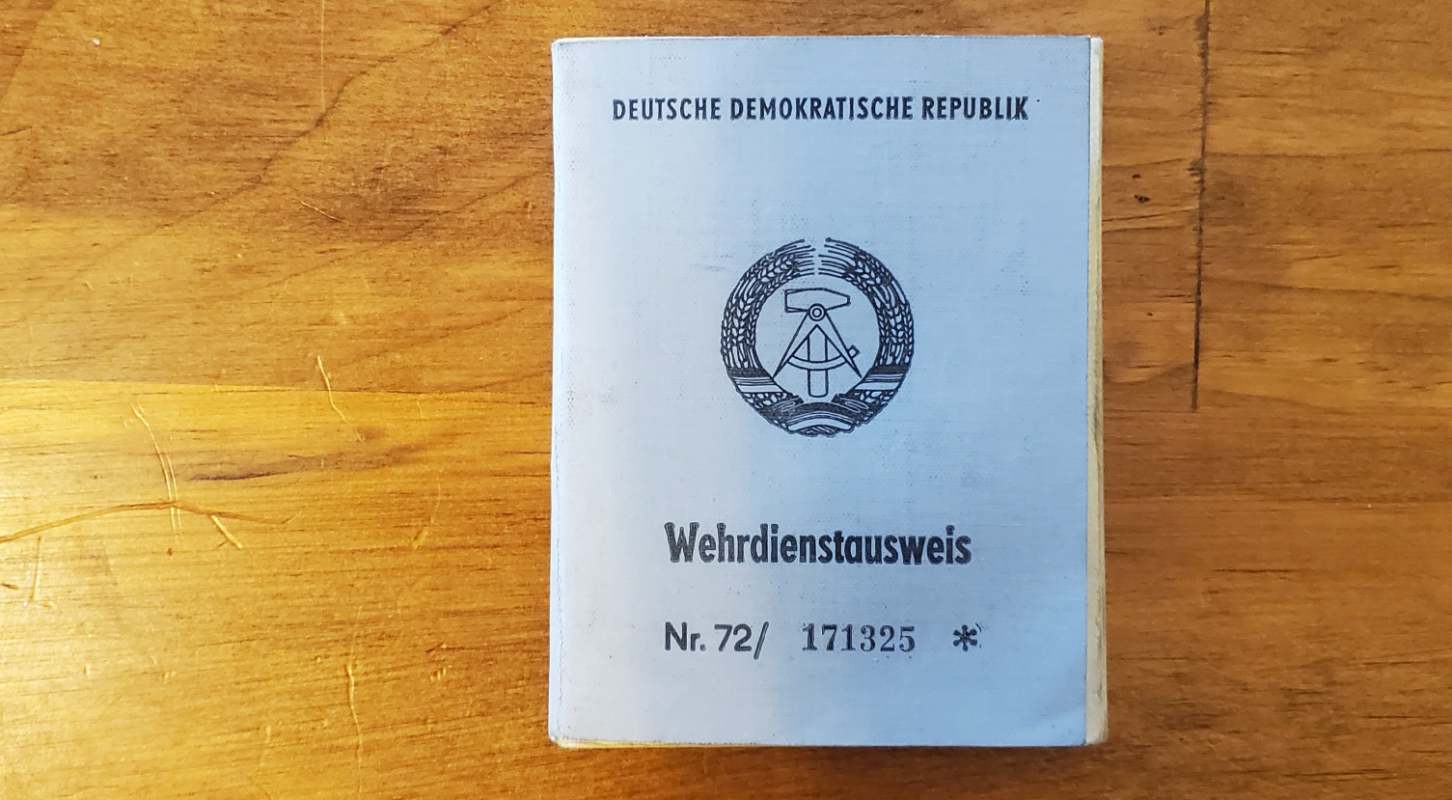 DEUTSCHE DEMOKRATISCHE REPUBLIK
Wehrdienstausweis
Nr. 72/ 171325 *